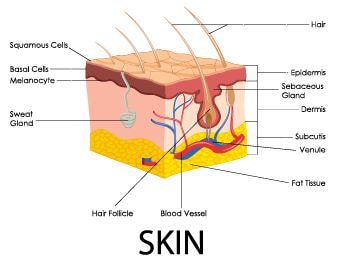 Hair
Squamous Cells
Basal Cells
Melanocyte
Epidermis
Sebaceous
Gland
Dermis
Sweat
Gland
Subcutis
Venule
Fat Tissue
Hair Follicle
Blood Vessel
SKIN